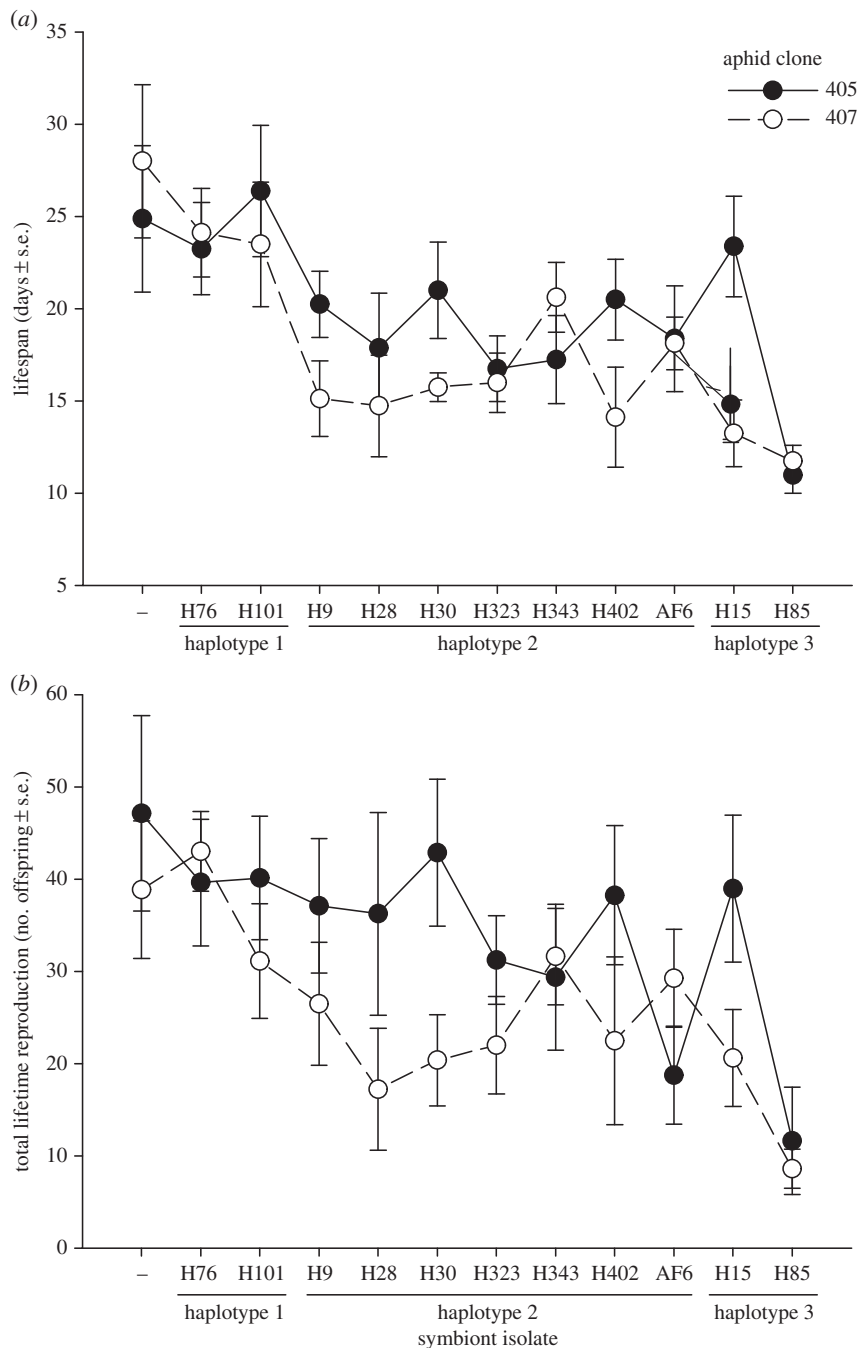 (a)
35
30
25
20
15
10
5
lifespan (days ± s.e.)
aphid clone
405
407
– H76 H101 H9 H28 H30 H323 H343 H402 AF6 H15 H85
haplotype 1 haplotype 2 haplotype 3
(b)
60
50
40
30
20
10
0
total lifetime reproduction (no. offspring ± s.e.)
– H76 H101 H9 H28 H30 H323 H343 H402 AF6 H15 H85
haplotype 1 haplotype 2 haplotype 3
symbiont isolate